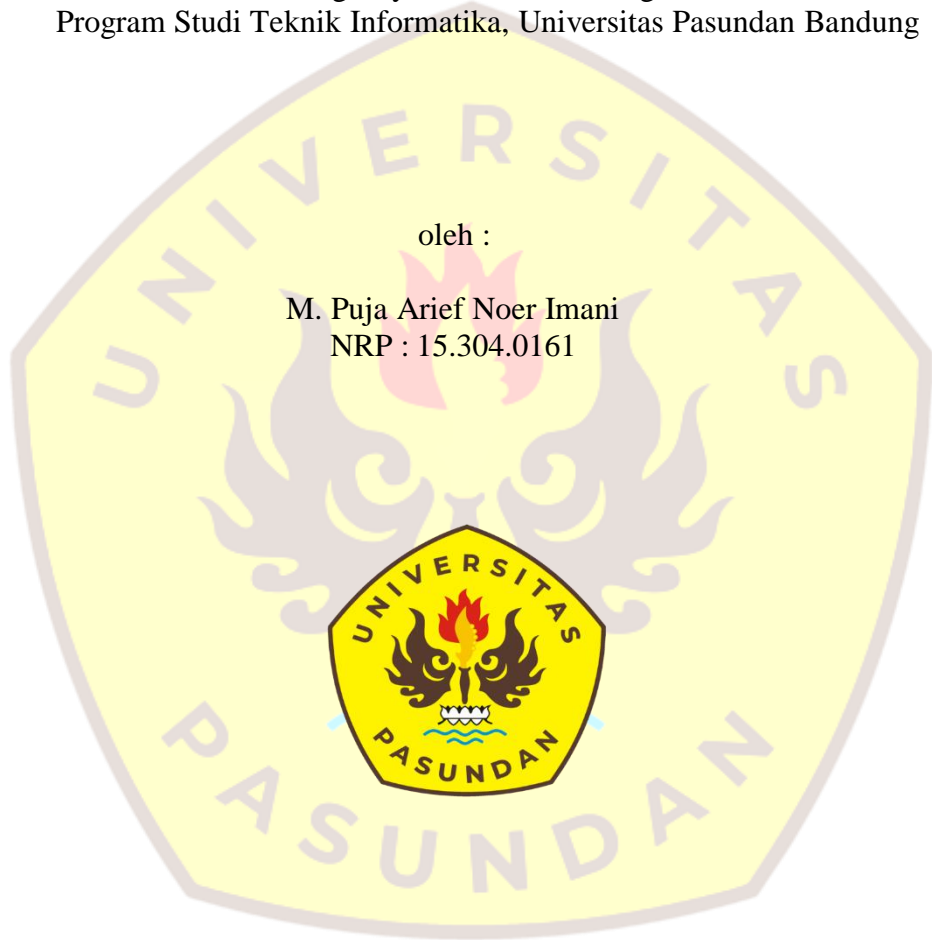 Program Studi Teknik Informatika, Universitas Pasundan Bandung
oleh :
M. Puja Arief Noer Imani
NRP : 15.304.0161
UNIVERSITAS
PASUNDAN
UNIVERSITAS
PASUNDAN